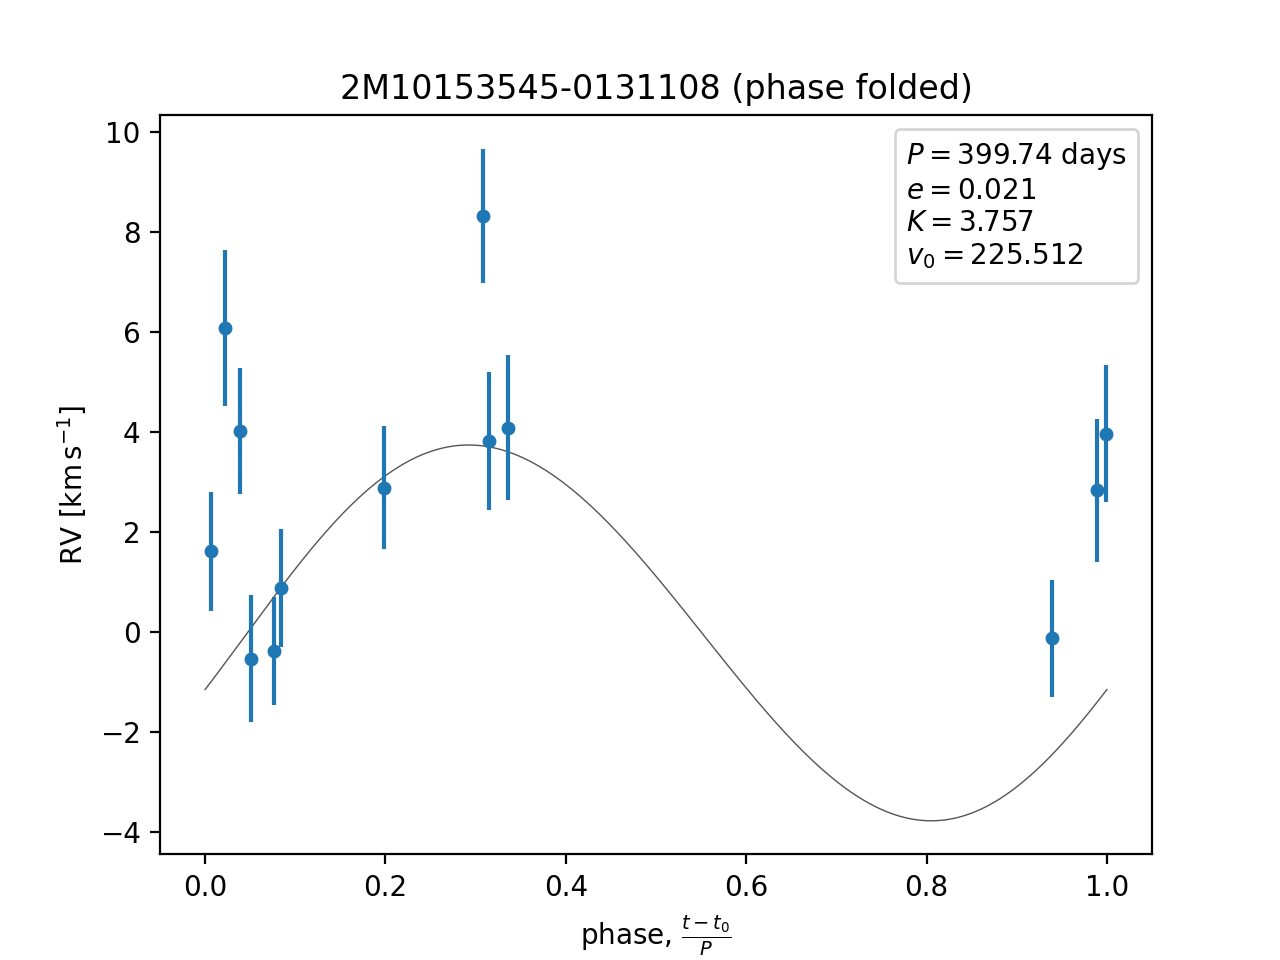 2M10153545-0131108 (phase folded)
P = 399.74 days
e = 0.021
K = 3.757
v₀ = 225.512
RV [km s⁻¹]
10
8
6
4
2
0
−2
−4
0.0 0.2 0.4 0.6 0.8 1.0
phase, (t − t₀)/P